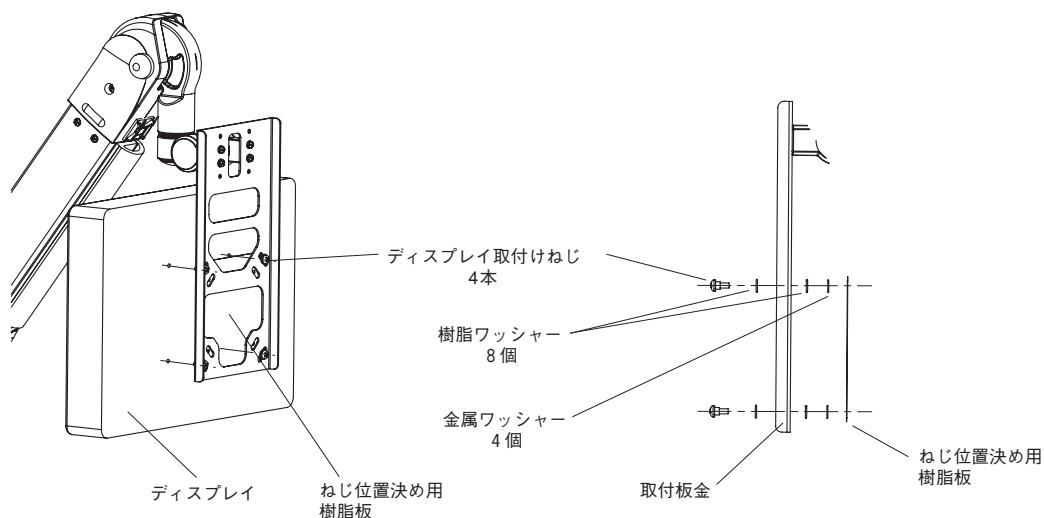 ディスプレイ取付けねじ
4本
樹脂ワッシャー
8個
金属ワッシャー
4個
ディスプレイ
ねじ位置決め用
樹脂板
取付板金
ねじ位置決め用
樹脂板